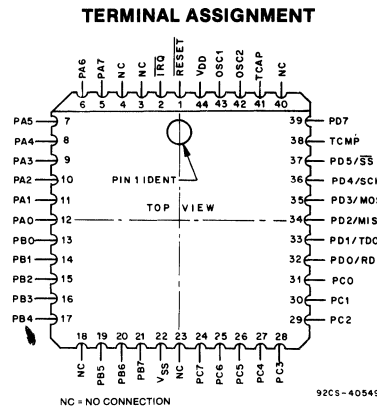 TERMINAL ASSIGNMENT
PA6 PA7 NC NC IRQ RESET VDD OSC1 OSC2 TCAP NC
6 5 4 3 2 1 44 43 42 41 40
PA5 7
PA4 8
PA3 9
PA2 10
PA1 11
PA0 12
PB0 13
PB1 14
PB2 15
PB3 16
PB4 17
PIN 1 IDENT
TOP VIEW
39 PD7
38 TCMP
37 PD5/SS
36 PD4/SC
35 PD3/MO
34 PD2/MIS
33 PD1/TDO
32 PD0/RD
31 PC0
30 PC1
29 PC2
18 19 20 21 22 23 24 25 26 27 28
NC PB5 PB6 PB7 VSS NC PC7 PC6 PC5 PC4 PC3
NC = NO CONNECTION
92CS-40549